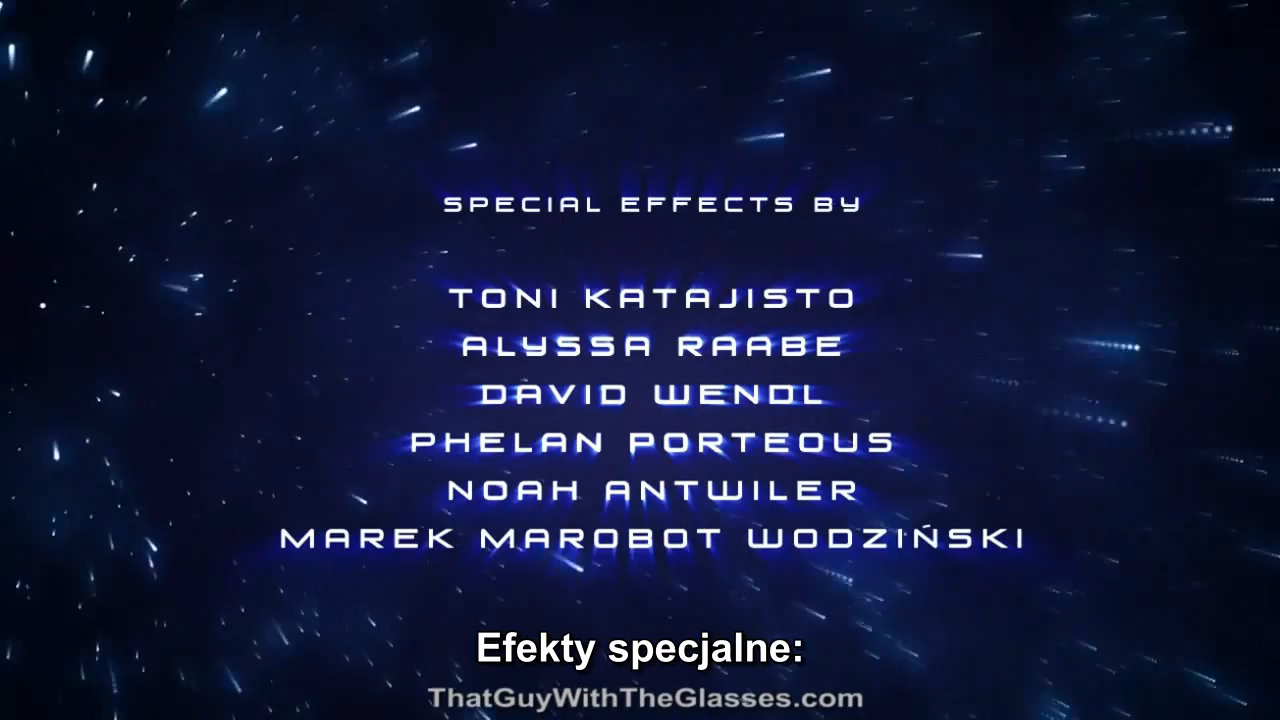 SPECIAL EFFECTS BY
TONI KATAJISTO
ALYSSA RAABE
DAVID WENDL
PHELAN PORTEOUS
NOAH ANTWILER
MAREK MAROBOT WODZIŃSKI
Efekty specjalne:
ThatGuyWithTheGlasses.com